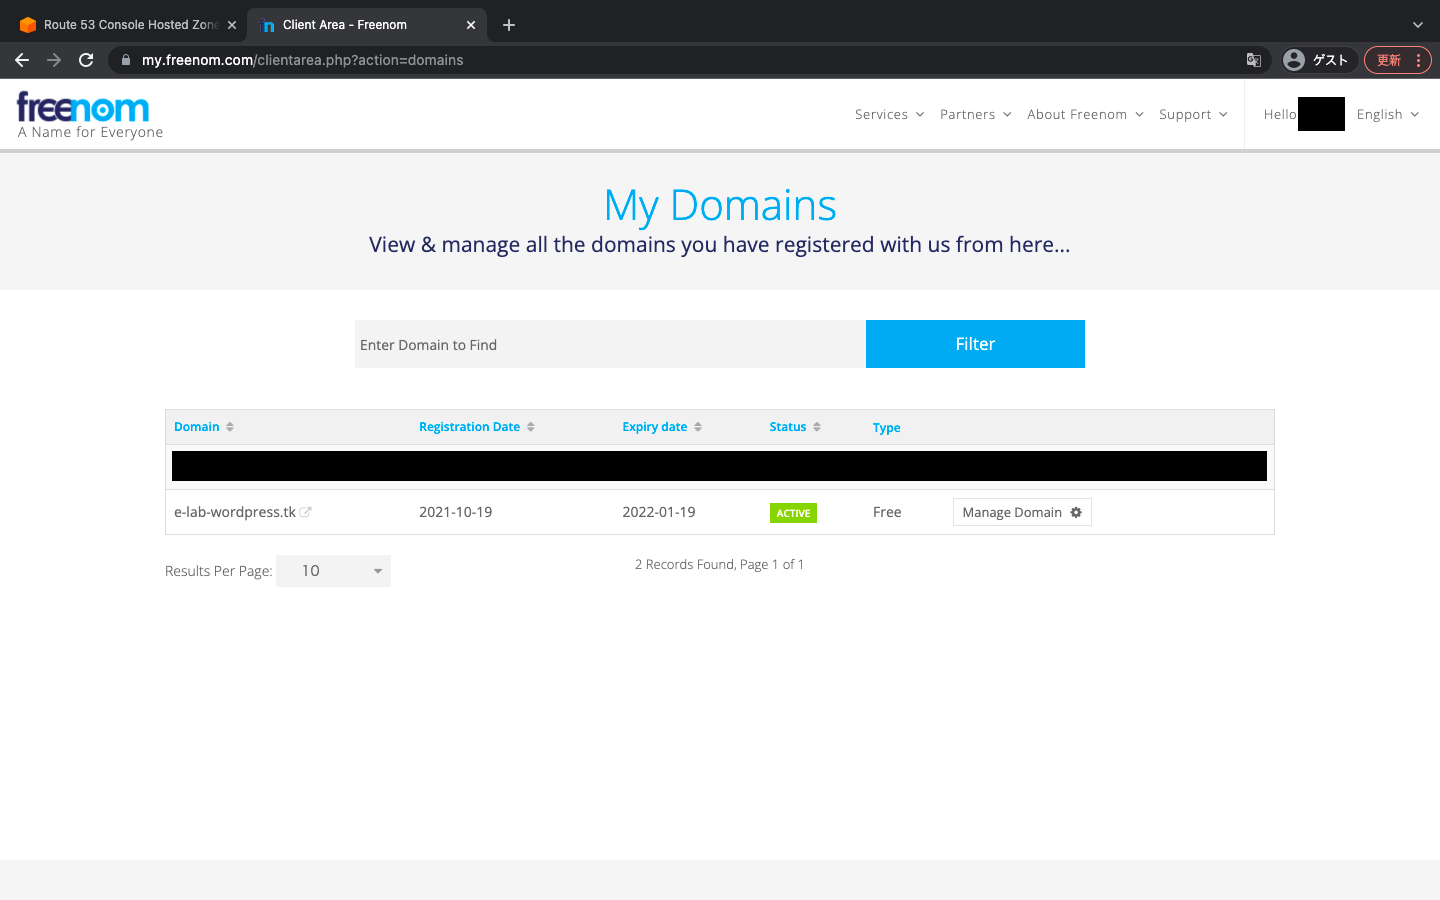 Route 53 Console Hosted Zone
Client Area - Freenom
my.freenom.com/clientarea.php?action=domains
ゲスト
更新
freenom
A Name for Everyone
Services
Partners
About Freenom
Support
Hello
English
My Domains
View & manage all the domains you have registered with us from here...
Enter Domain to Find
Filter
Domain Registration Date Expiry date Status Type
e-lab-wordpress.tk 2021-10-19 2022-01-19 ACTIVE Free Manage Domain
Results Per Page: 10
2 Records Found, Page 1 of 1